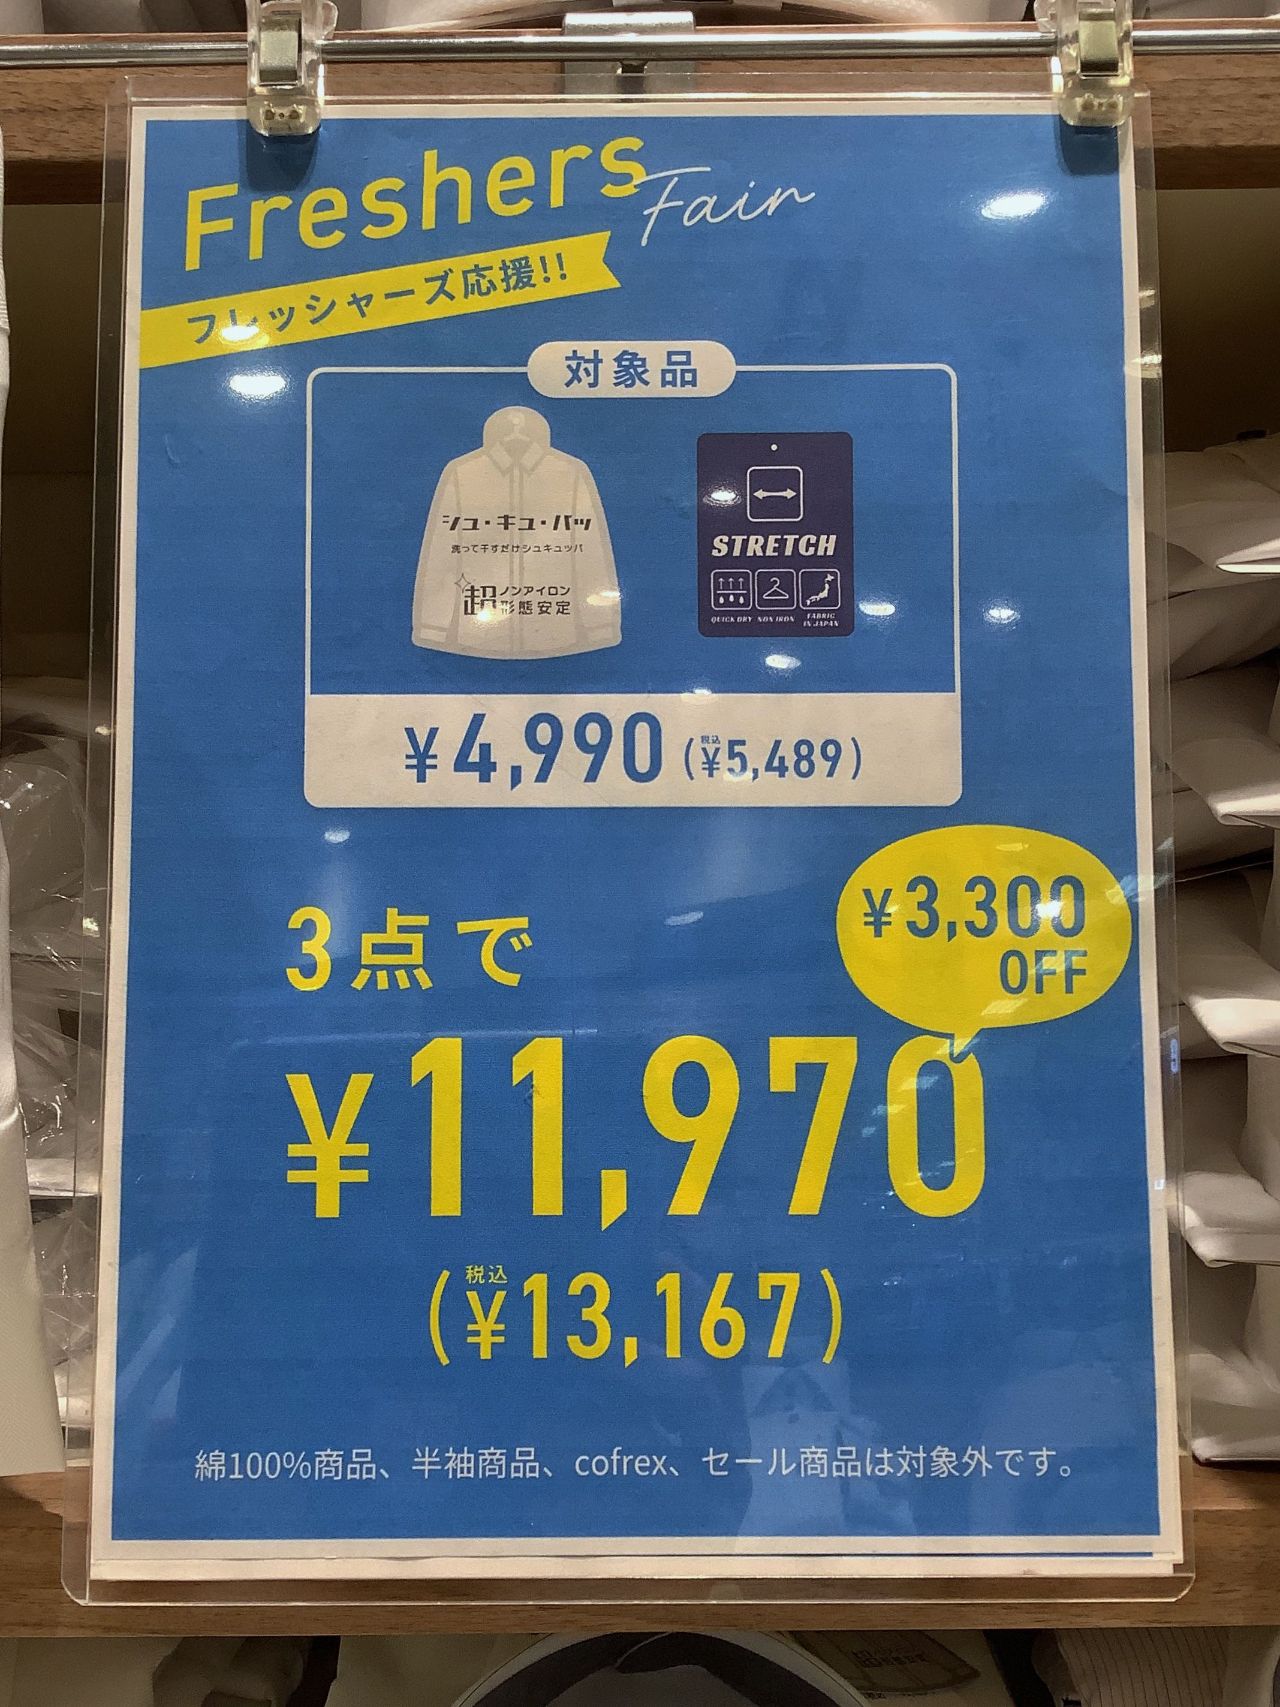 Freshers Fair
フレッシャーズ応援!!
対象品
シュ・キュ・パッ
洗って干すだけシュキュッパ
超ノンアイロン
形態安定
STRETCH
QUICK DRY NON IRON FABRIC IN JAPAN
¥4,990(税込¥5,489)
¥3,300
OFF
3点で
¥11,970
(税込¥13,167)
綿100%商品、半袖商品、cofrex、セール商品は対象外です。